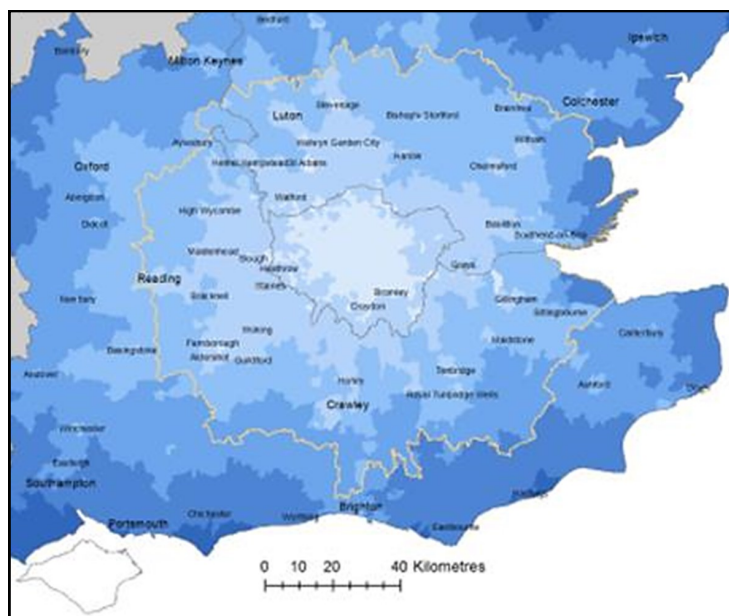 Bedford
Ipswich
Banbury
Milton Keynes
Stevenage
Luton
Bishop's Stortford
Braintree
Colchester
Welwyn Garden City
Witham
Aylesbury
Oxford
Hemel Hempstead
St Albans
Harlow
Chelmsford
Abingdon
Watford
High Wycombe
Didcot
Basildon
Southend-on-Sea
Maidenhead
Slough
Heathrow
Grays
Reading
Staines
Bromley
Newbury
Bracknell
Croydon
Gillingham
Sittingbourne
Woking
Canterbury
Maidstone
Basingstoke
Farnborough
Aldershot
Guildford
Tonbridge
Andover
Horley
Ashford
Dover
Royal Tunbridge Wells
Crawley
Winchester
Eastleigh
Southampton
Hastings
Brighton
Chichester
Worthing
Portsmouth
Eastbourne
0 10 20 40 Kilometres